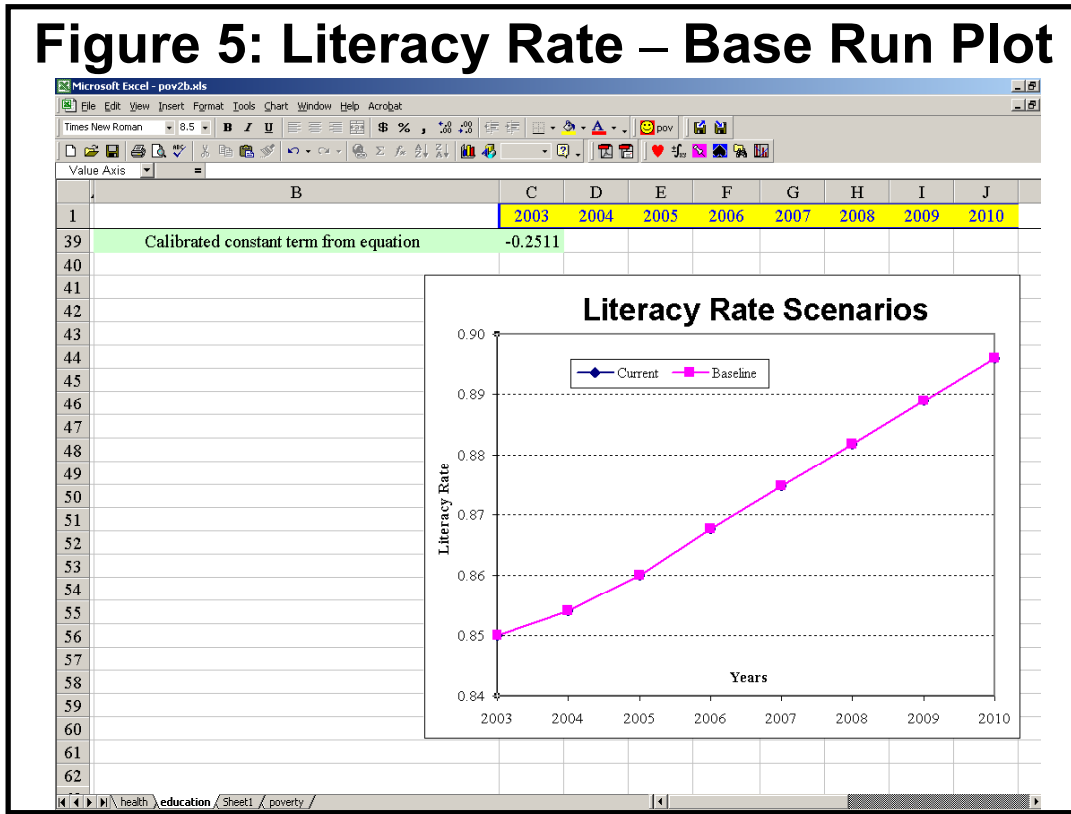 Figure 5: Literacy Rate – Base Run Plot
Microsoft Excel - pov2b.xls
File Edit View Insert Format Tools Chart Window Help Acrobat
Times New Roman 8.5 B I U $ % , pov
Value Axis =
B C D E F G H I J
1 2003 2004 2005 2006 2007 2008 2009 2010
39 Calibrated constant term from equation -0.2511
40
41
42
43
44
45
46
47
48
49
50
51
52
53
54
55
56
57
58
59
60
61
62
Literacy Rate Scenarios
Current Baseline
0.90
0.89
0.88
0.87
0.86
0.85
0.84
Literacy Rate
Years
2003 2004 2005 2006 2007 2008 2009 2010
health education Sheet1 poverty